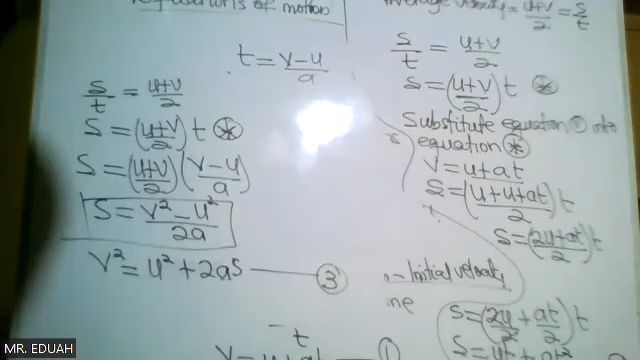 Equations of motion
t = v-u/a
s/t = u+v/2
S = (u+v/2) t ⊛
S = (u+v/2)(v-u/a)
S = v² - u²/2a
v² = u² + 2as —— ③
Average velocity = u+v/2 = s/t
s/t = u+v/2
S = (u+v/2) t ⊛
Substitute equation ① into
equation ⊛
V = u + at
S = (u+u+at/2) t
S = (2u+at/2) t
Initial velocity
S = (2u/2 + at/2) t
t
①
MR. EDUAH